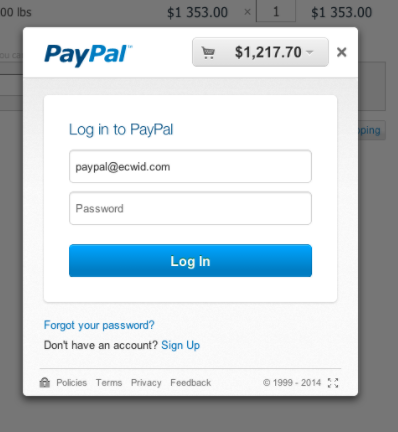 00 lbs $1 353.00 × 1 $1 353.00
PayPal™ $1,217.70 ×
ping
Log in to PayPal
paypal@ecwid.com
Password
Log In
Forgot your password?
Don't have an account? Sign Up
Policies Terms Privacy Feedback © 1999 - 2014